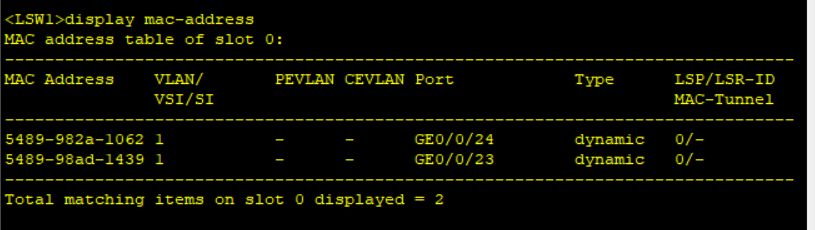 <LSW1>display mac-address
MAC address table of slot 0:
-------------------------------------------------------------------------------
MAC Address    VLAN/       PEVLAN CEVLAN Port            Type      LSP/LSR-ID
               VSI/SI                                              MAC-Tunnel
-------------------------------------------------------------------------------
5489-982a-1062 1           -      -      GE0/0/24        dynamic   0/-
5489-98ad-1439 1           -      -      GE0/0/23        dynamic   0/-
-------------------------------------------------------------------------------
Total matching items on slot 0 displayed = 2